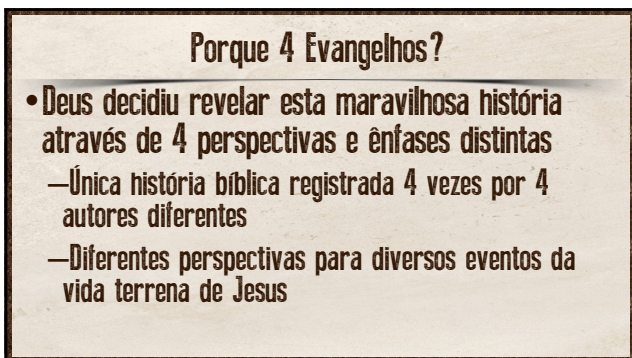 Porque 4 Evangelhos?
•Deus decidiu revelar esta maravilhosa história
através de 4 perspectivas e ênfases distintas
–Única história bíblica registrada 4 vezes por 4
autores diferentes
–Diferentes perspectivas para diversos eventos da
vida terrena de Jesus